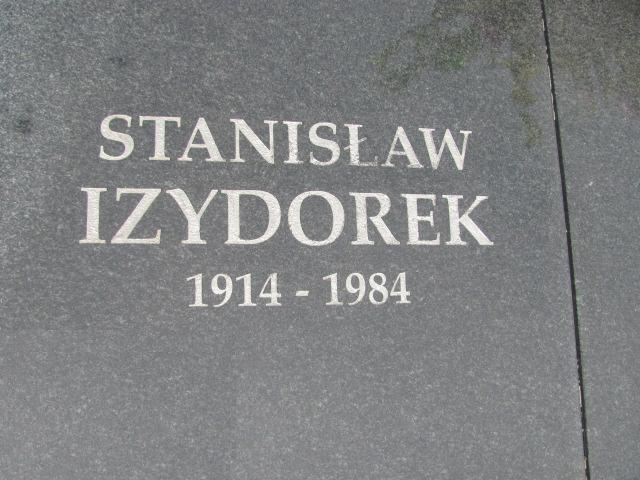 STANISŁAW
IZYDOREK
1914 - 1984